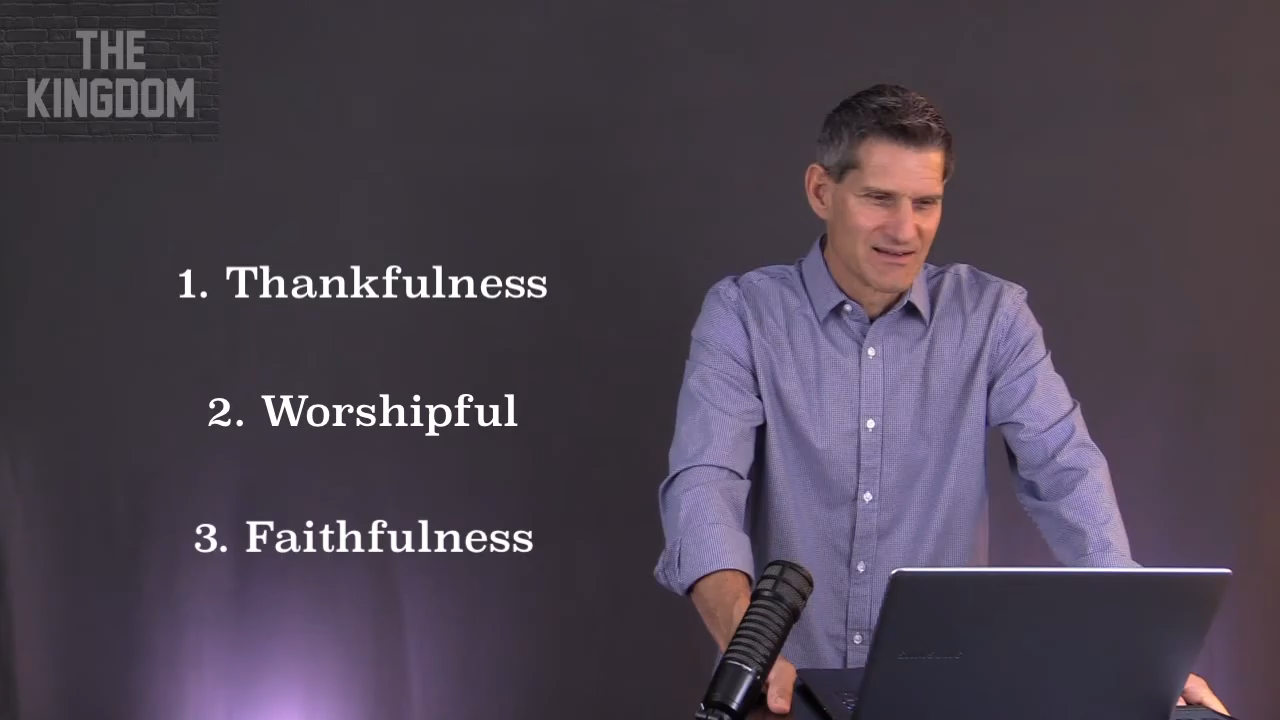 THE
KINGDOM
1. Thankfulness
2. Worshipful
3. Faithfulness